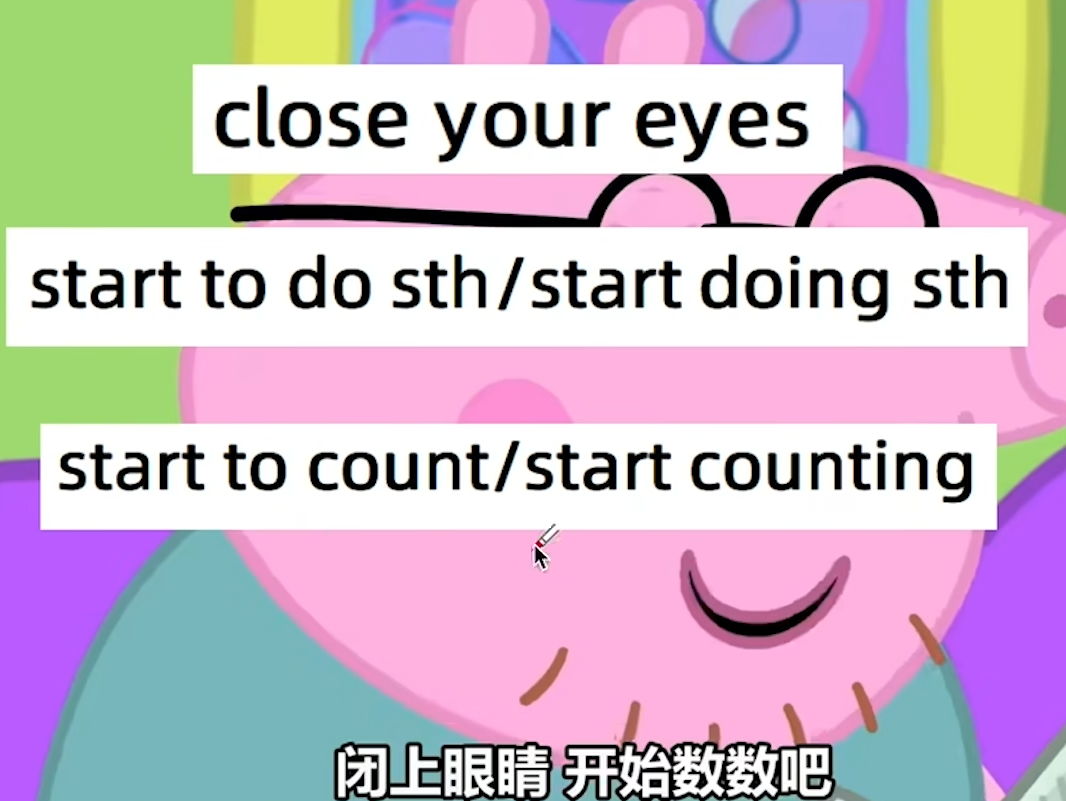 close your eyes
start to do sth/start doing sth
start to count/start counting
闭上眼睛 开始数数吧